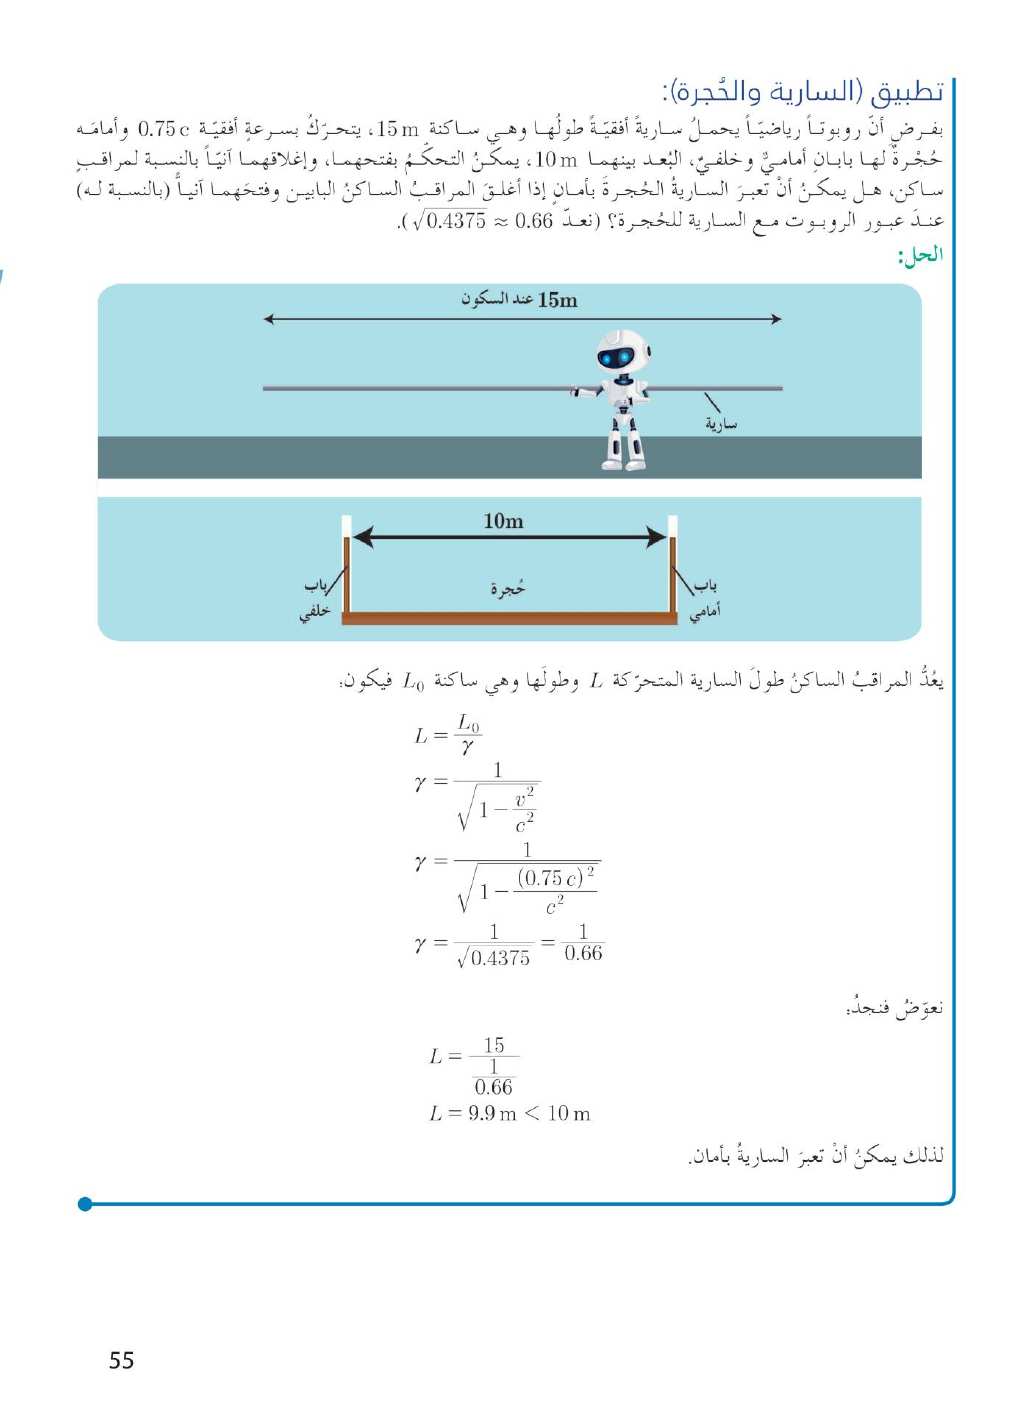 تطبيق (السارية والحُجرة):
بفرض أنّ روبوتاً رياضيّاً يحملُ ساريةً أفقيّةً طولُها وهي ساكنة 15 m، يتحرّكُ بسرعةٍ أفقيّة 0.75 c وأمامَه
حُجْرةٌ لها بابان أماميٌّ وخلفيٌ، البُعد بينهما 10 m، يمكنُ التحكّمُ بفتحهما، وإغلاقهما آنيّاً بالنسبة لمراقبٍ
ساكن، هل يمكنُ أنْ تعبرَ الساريةُ الحُجرةَ بأمانٍ إذا أغلقَ المراقبُ الساكنُ البابين وفتحَهما آنياً (بالنسبة له)
عندَ عبور الروبوت مع السارية للحُجرة؟ (نعدّ √0.4375 ≈ 0.66).
الحل:
15m عند السكون
سارية
10m
باب أمامي
حُجرة
باب خلفي
يعُدُّ المراقبُ الساكنُ طولَ السارية المتحرّكة L وطولَها وهي ساكنة L₀ فيكون:
L = L₀/γ
γ = 1/√(1 − v²/c²)
γ = 1/√(1 − (0.75 c)²/c²)
γ = 1/√0.4375 = 1/0.66
نعوّضُ فنجدُ:
L = 15/(1/0.66)
L = 9.9 m < 10 m
لذلك يمكنُ أنْ تعبرَ الساريةُ بأمان.
55